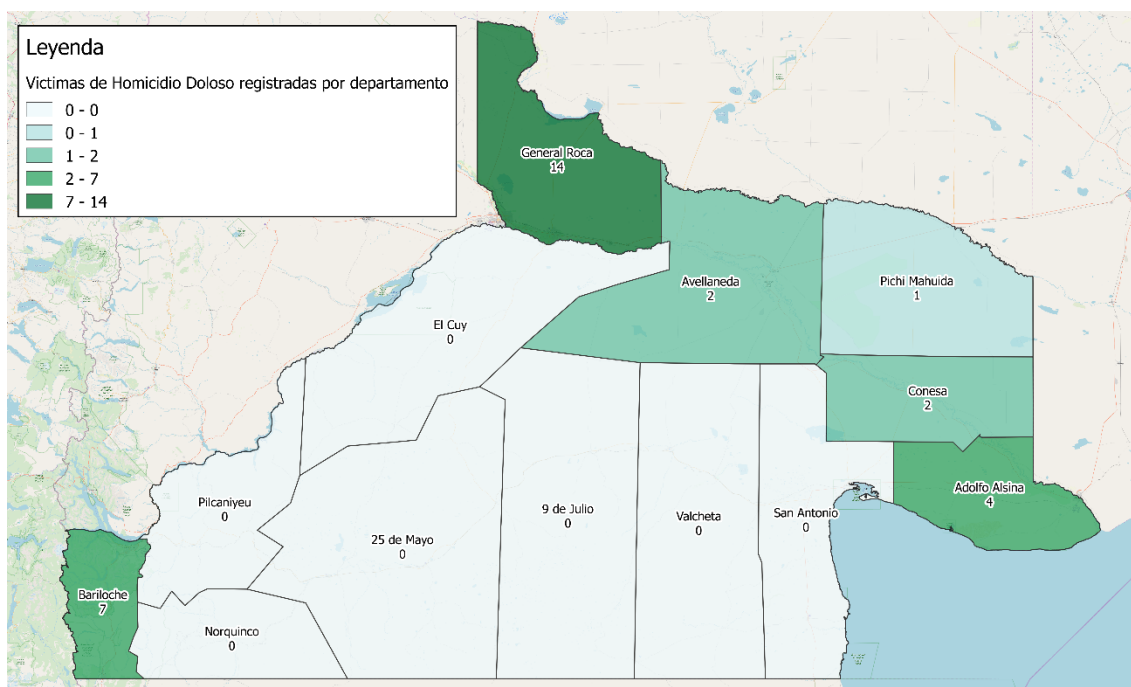 Leyenda
Victimas de Homicidio Doloso registradas por departamento
0 - 0
0 - 1
1 - 2
2 - 7
7 - 14
General Roca
14
Avellaneda
2
Pichi Mahuida
1
El Cuy
0
Conesa
2
Adolfo Alsina
4
Pilcaniyeu
0
9 de Julio
0
Valcheta
0
San Antonio
0
25 de Mayo
0
Bariloche
7
Norquinco
0